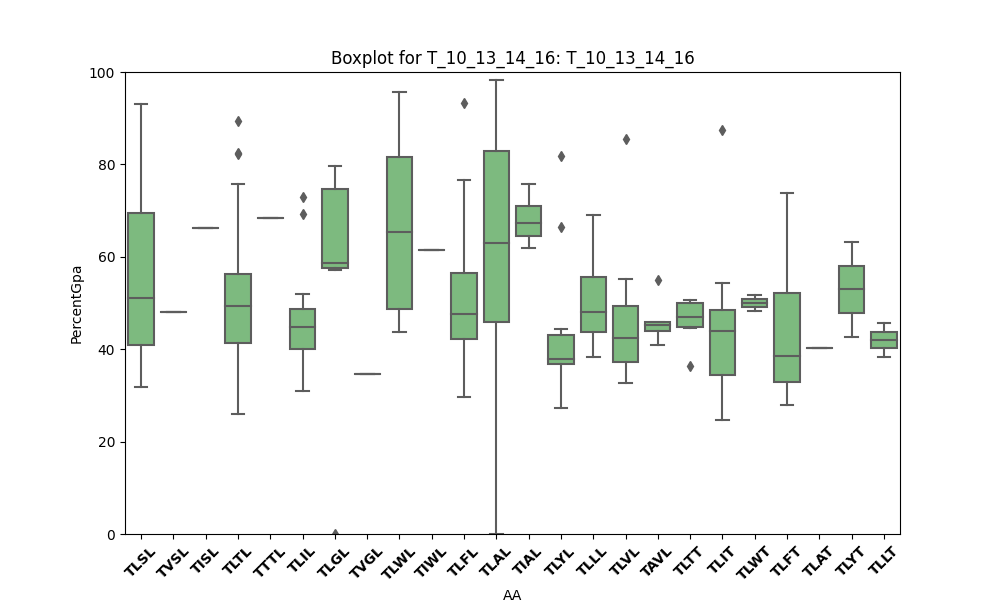 Boxplot for T_10_13_14_16: T_10_13_14_16
100
80
60
40
20
0
PercentGpa
TLSL TVSL TISL TLTL TTTL TLIL TLGL TVGL TLWL TIWL TLFL TLAL TIAL TLYL TLLL TLVL TAVL TLTT TLIT TLWT TLFT TLAT TLYT TLLT
AA